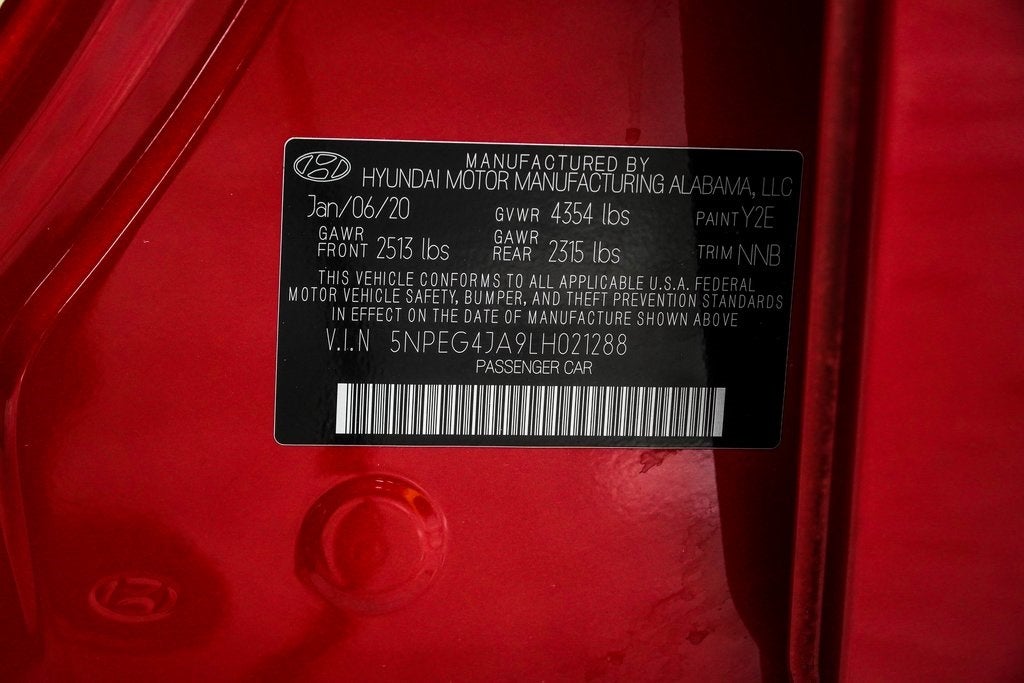 MANUFACTURED BY
HYUNDAI MOTOR MANUFACTURING ALABAMA, LLC
Jan/06/20 GVWR 4354 lbs PAINT Y2E
GAWR FRONT 2513 lbs GAWR REAR 2315 lbs TRIM NNB
THIS VEHICLE CONFORMS TO ALL APPLICABLE U.S.A. FEDERAL
MOTOR VEHICLE SAFETY, BUMPER, AND THEFT PREVENTION STANDARDS
IN EFFECT ON THE DATE OF MANUFACTURE SHOWN ABOVE
V.I.N 5NPEG4JA9LH021288
PASSENGER CAR